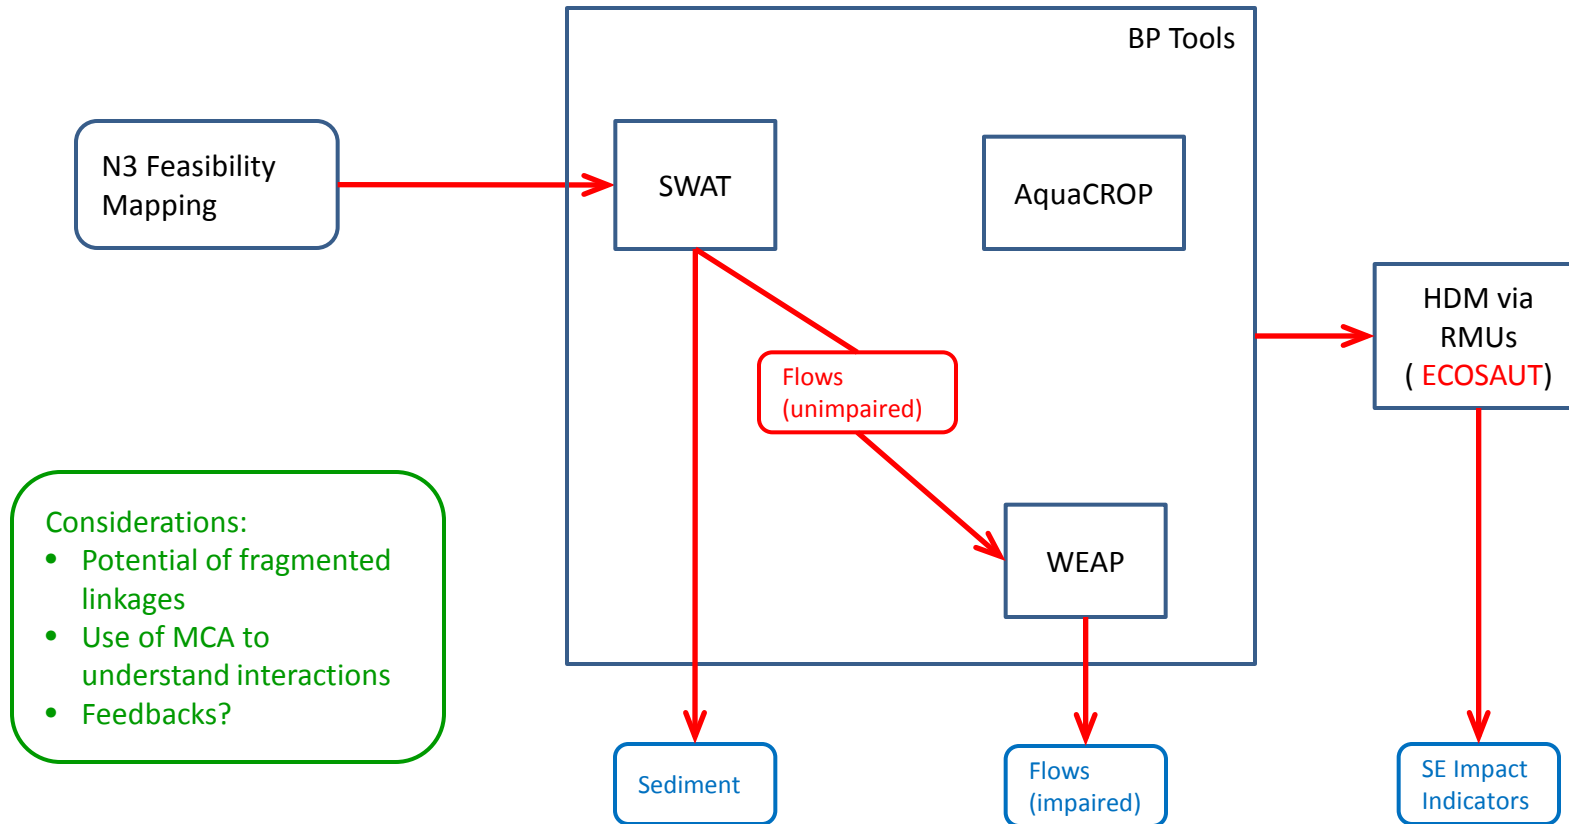 BP Tools
N3 Feasibility
Mapping
SWAT
AquaCROP
HDM via
RMUs
( ECOSAUT)
Flows
(unimpaired)
WEAP
Considerations:
• Potential of fragmented
linkages
• Use of MCA to
understand interactions
• Feedbacks?
Sediment
Flows
(impaired)
SE Impact
Indicators